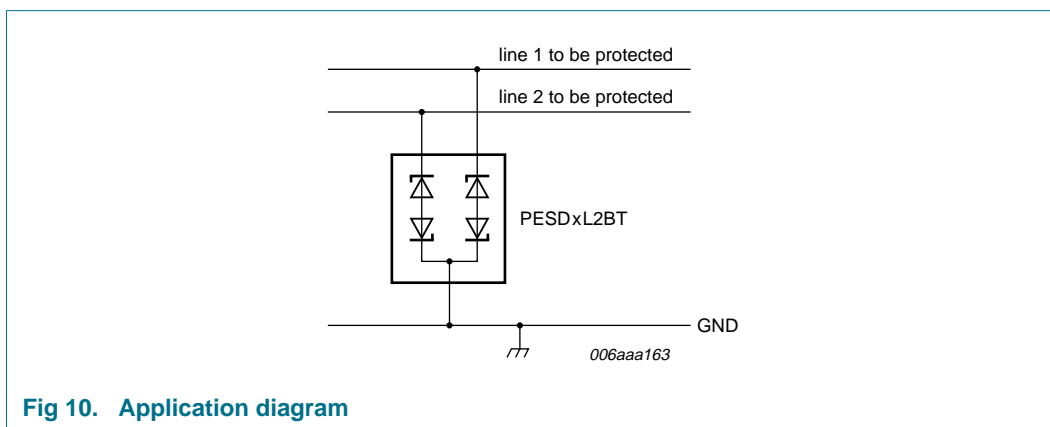 line 1 to be protected
line 2 to be protected
PESDxL2BT
GND
006aaa163
Fig 10. Application diagram